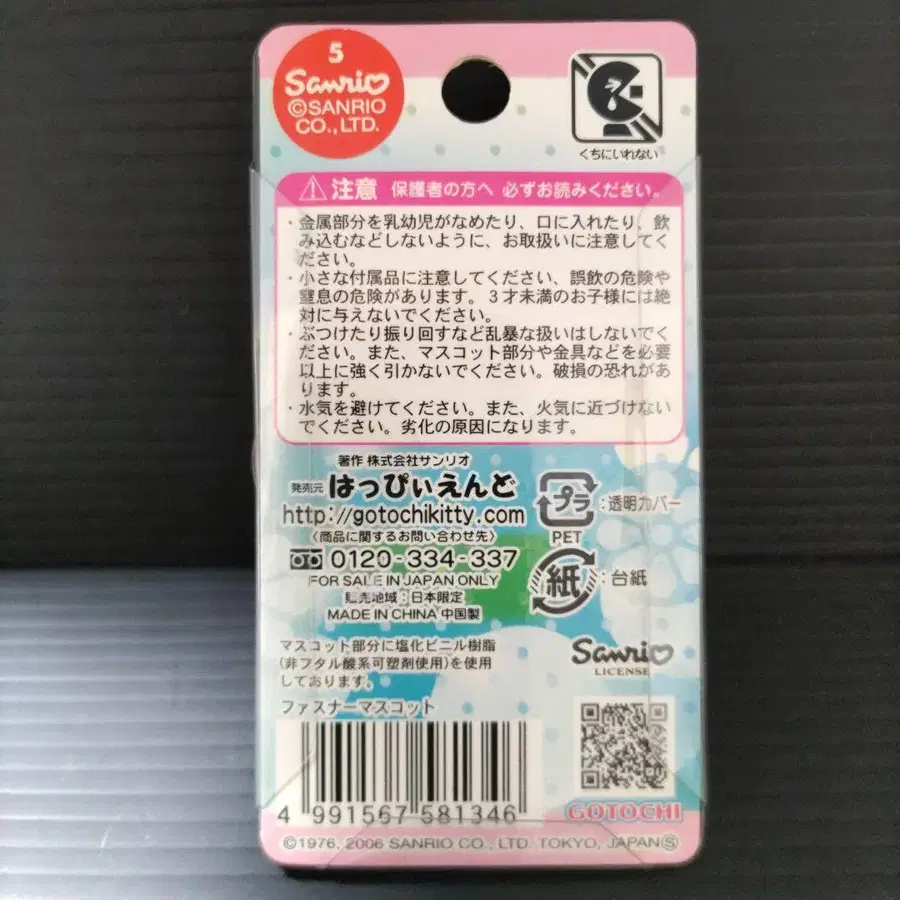 5
Sanrio
©SANRIO
CO., LTD.
くちにいれない
注意 保護者の方へ 必ずお読みください。
・金属部分を乳幼児がなめたり、口に入れたり、飲
み込むなどしないように、お取扱いに注意してく
ださい。
・小さな付属品に注意してください、誤飲の危険や
窒息の危険があります。3才未満のお子様には絶
対に与えないでください。
・ぶつけたり振り回すなど乱暴な扱いはしないでく
ださい。また、マスコット部分や金具などを必要
以上に強く引かないでください。破損の恐れがあ
ります。
・水気を避けてください。また、火気に近づけない
でください。劣化の原因になります。
著作 株式会社サンリオ
発売元 はっぴぃえんど
http://gotochikitty.com
〈商品に関するお問い合わせ先〉
0120-334-337
FOR SALE IN JAPAN ONLY
販売地域：日本限定
MADE IN CHINA 中国製
プラ :透明カバー
PET
紙 :台紙
マスコット部分に塩化ビニル樹脂
(非フタル酸系可塑剤使用)を使用
しております。
ファスナーマスコット
Sanrio
LICENSE
4 991567 581346
GOTOCHI
©1976, 2006 SANRIO CO., LTD. TOKYO, JAPAN Ⓢ